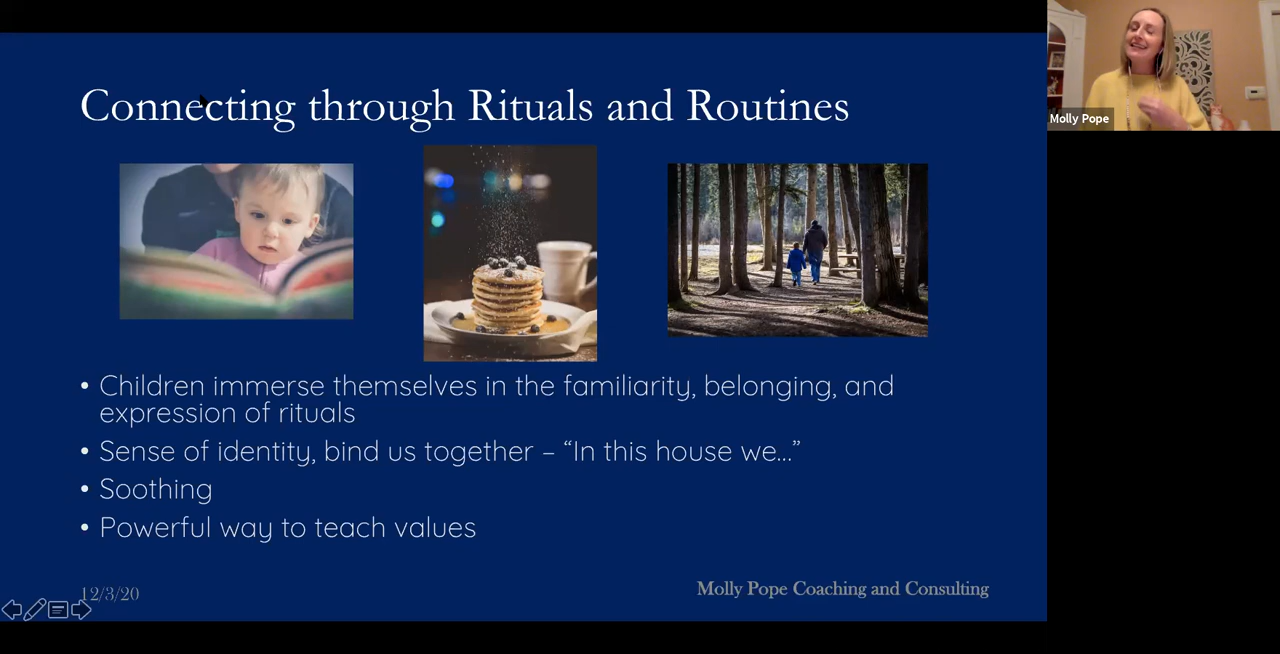 Connecting through Rituals and Routines
Molly Pope
• Children immerse themselves in the familiarity, belonging, and
expression of rituals
• Sense of identity, bind us together – “In this house we...”
• Soothing
• Powerful way to teach values
12/3/20
Molly Pope Coaching and Consulting